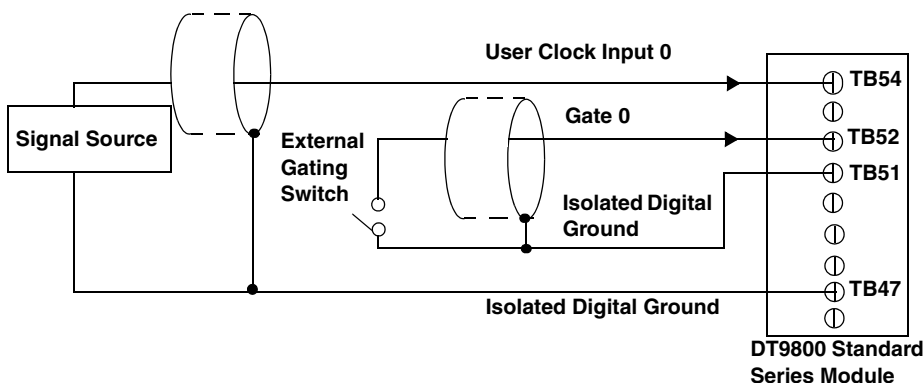 User Clock Input 0
TB54
Signal Source
Gate 0
TB52
External
Gating
Switch
TB51
Isolated Digital
Ground
TB47
Isolated Digital Ground
DT9800 Standard
Series Module